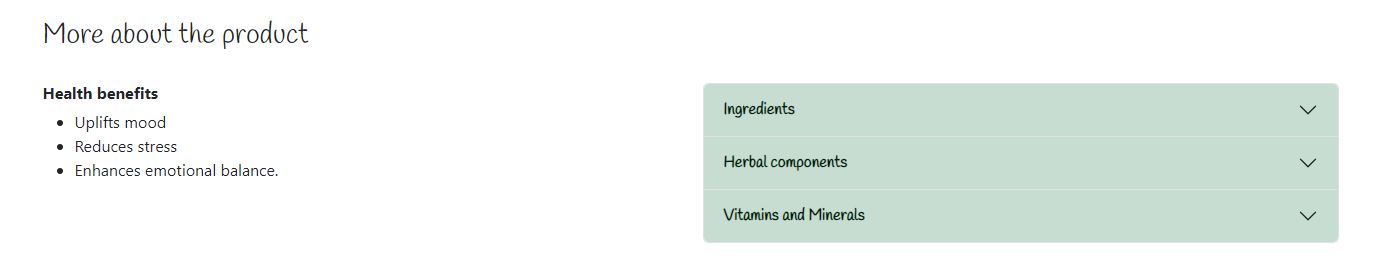 More about the product
Health benefits
Uplifts mood
Reduces stress
Enhances emotional balance.
Ingredients
Herbal components
Vitamins and Minerals